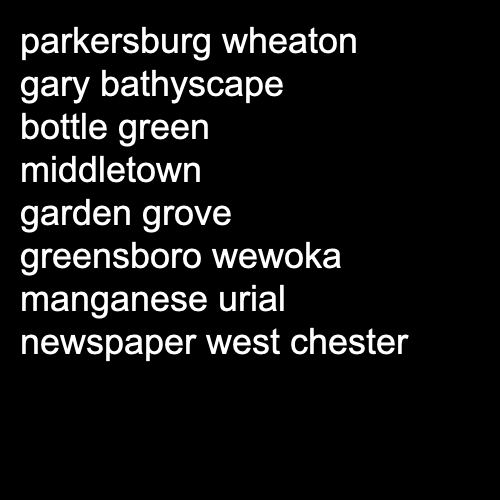 parkersburg wheaton
gary bathyscape
bottle green
middletown
garden grove
greensboro wewoka
manganese urial
newspaper west chester